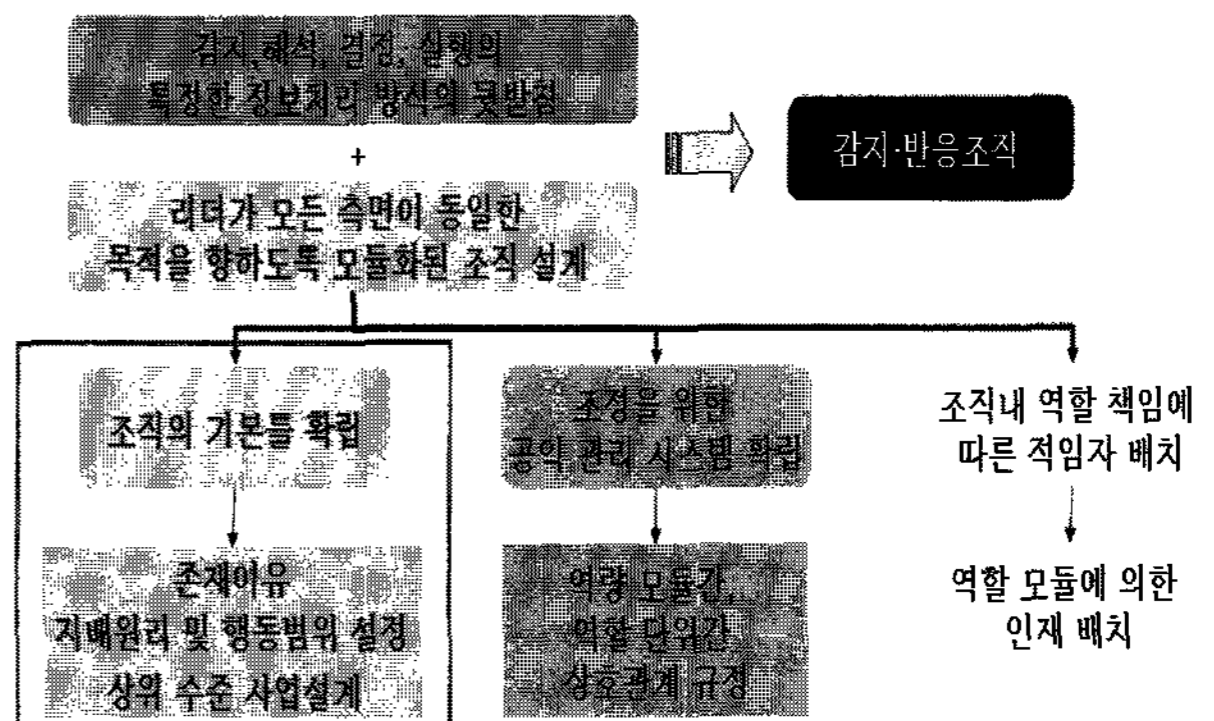 감지,해석, 결정, 실행의
특정한 정보처리 방식의 뒷받침
+
감지·반응조직
리더가 모든 측면이 동일한
목적을 향하도록 모듈화된 조직 설계
조직의 기본틀 확립
조정을 위한
공약 관리 시스템 확립
조직내 역할 책임에
따른 적임자 배치
존재이유
지배원리 및 행동범위 설정
상위 수준 사업설계
역량 모듈간,
역할 단위간
상호관계 규정
역할 모듈에 의한
인재 배치